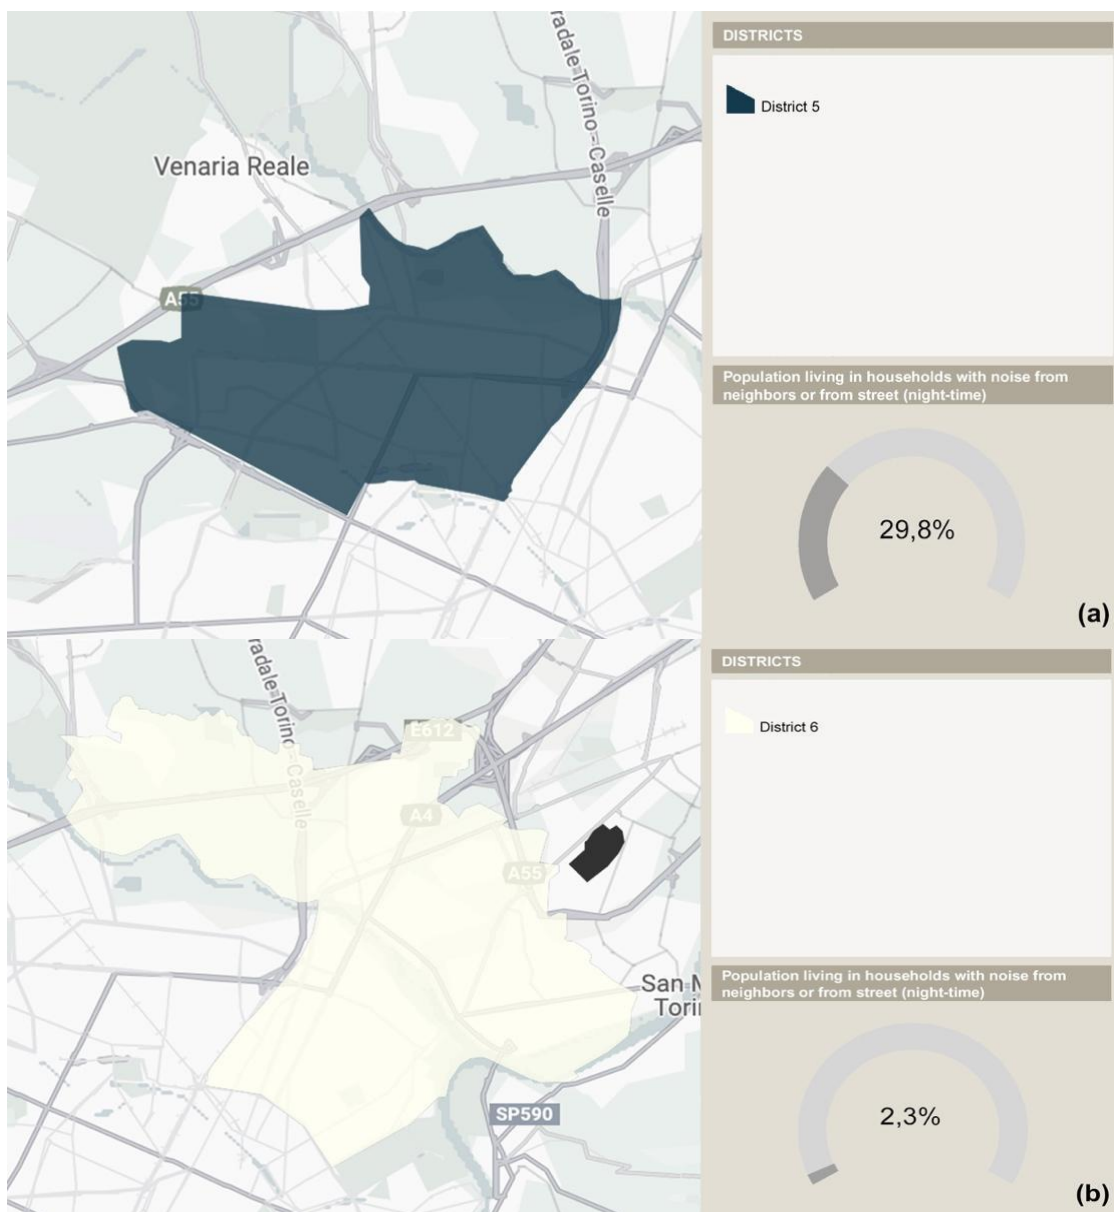 radale Torino - Caselle
Venaria Reale
A55
DISTRICTS
District 5
Population living in households with noise from
neighbors or from street (night-time)
29,8%
(a)
radale Torino - Caselle
E612
A4
A55
San M
Tori
SP590
DISTRICTS
District 6
Population living in households with noise from
neighbors or from street (night-time)
2,3%
(b)